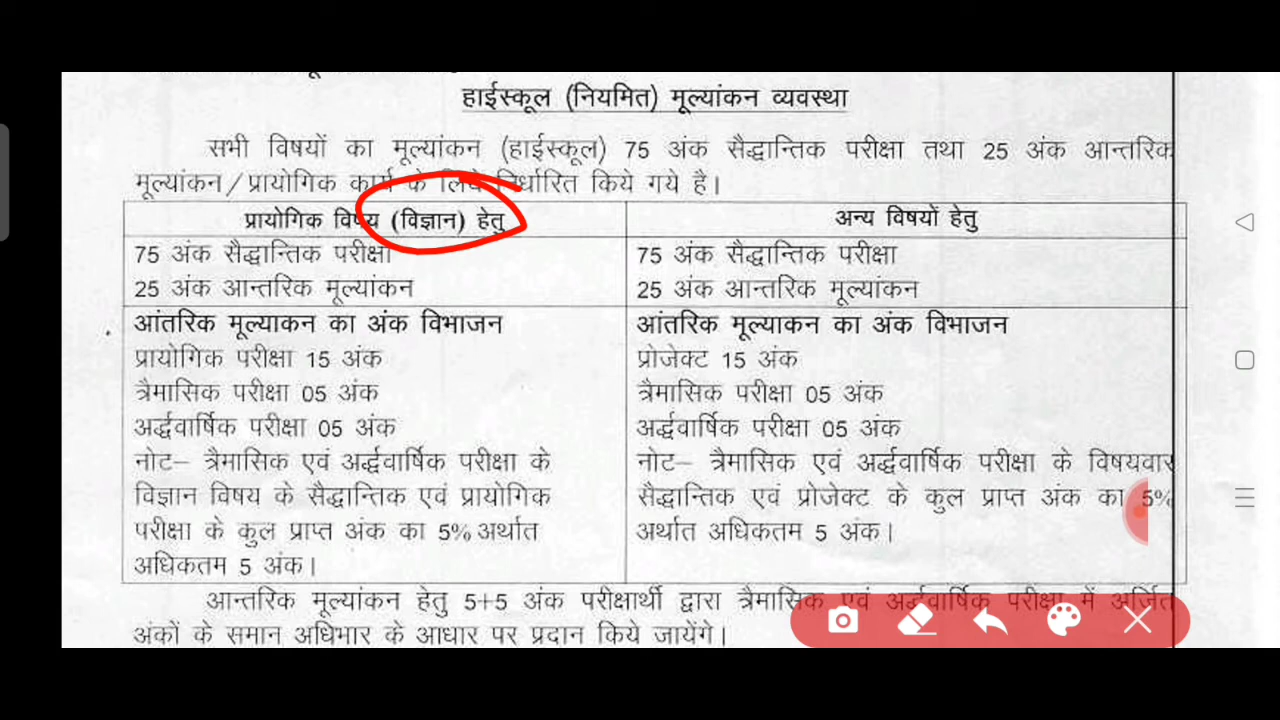 हाईस्कूल (नियमित) मूल्यांकन व्यवस्था
सभी विषयों का मूल्यांकन (हाईस्कूल) 75 अंक सैद्धान्तिक परीक्षा तथा 25 अंक आन्तरिक
मूल्यांकन/प्रायोगिक कार्य के लिये निर्धारित किये गये है।
प्रायोगिक विषय (विज्ञान) हेतु
75 अंक सैद्धान्तिक परीक्षा
25 अंक आन्तरिक मूल्यांकन
आंतरिक मूल्याकन का अंक विभाजन
प्रायोगिक परीक्षा 15 अंक
त्रैमासिक परीक्षा 05 अंक
अर्द्धवार्षिक परीक्षा 05 अंक
नोट– त्रैमासिक एवं अर्द्धवार्षिक परीक्षा के
विज्ञान विषय के सैद्धान्तिक एवं प्रायोगिक
परीक्षा के कुल प्राप्त अंक का 5% अर्थात
अधिकतम 5 अंक।
अन्य विषयों हेतु
75 अंक सैद्धान्तिक परीक्षा
25 अंक आन्तरिक मूल्यांकन
आंतरिक मूल्याकन का अंक विभाजन
प्रोजेक्ट 15 अंक
त्रैमासिक परीक्षा 05 अंक
अर्द्धवार्षिक परीक्षा 05 अंक
नोट– त्रैमासिक एवं अर्द्धवार्षिक परीक्षा के विषयवार
सैद्धान्तिक एवं प्रोजेक्ट के कुल प्राप्त अंक का 5%
अर्थात अधिकतम 5 अंक।
आन्तरिक मूल्यांकन हेतु 5+5 अंक परीक्षार्थी द्वारा त्रैमासिक एवं अर्द्धवार्षिक परीक्षा में अर्जित
अंकों के समान अधिभार के आधार पर प्रदान किये जायेंगे।